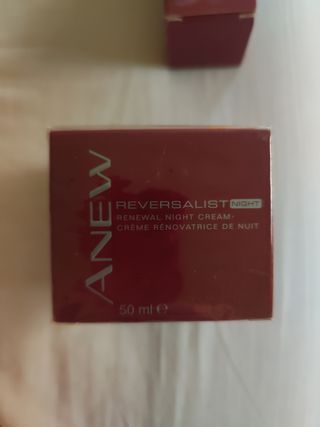 ANEW
REVERSALIST NIGHT
RENEWAL NIGHT CREAM •
CRÈME RÉNOVATRICE DE NUIT
50 ml e